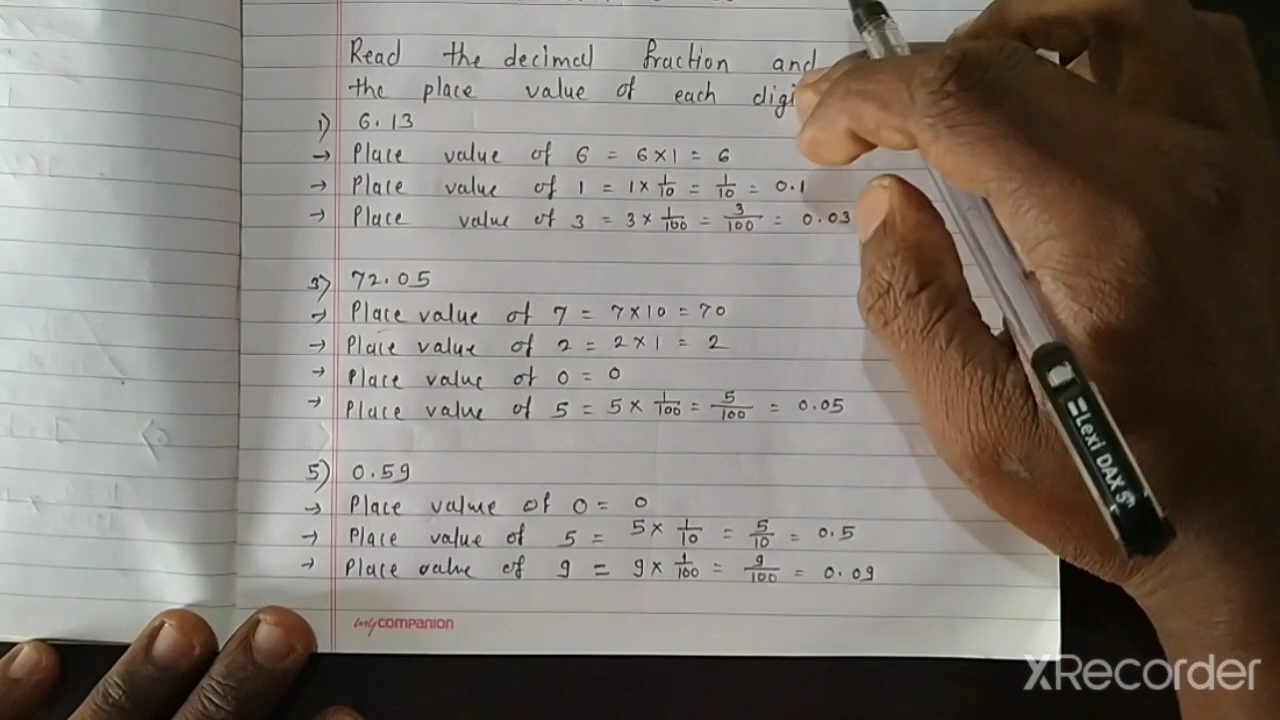 Read the decimal fraction and
the place value of each digi
1) 6.13
→ Place value of 6 = 6×1 = 6
→ Place value of 1 = 1×1/10 = 1/10 = 0.1
→ Place value of 3 = 3×1/100 = 3/100 = 0.03
3) 72.05
→ Place value of 7 = 7×10 = 70
→ Place value of 2 = 2×1 = 2
→ Place value of 0 = 0
→ Place value of 5 = 5×1/100 = 5/100 = 0.05
5) 0.59
→ Place value of 0 = 0
→ Place value of 5 = 5×1/10 = 5/10 = 0.5
→ Place value of 9 = 9×1/100 = 9/100 = 0.09
my COMPANION
Lexi DAX 5
XRecorder